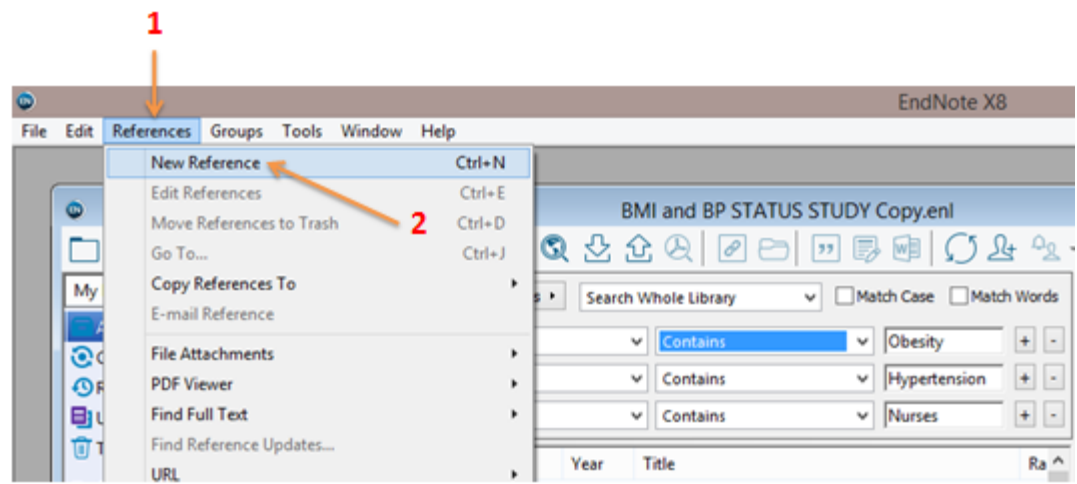 1
EN EndNote X8
File Edit References Groups Tools Window Help
New Reference Ctrl+N
Edit References Ctrl+E
2
Move References to Trash Ctrl+D
Go To... Ctrl+J
Copy References To
E-mail Reference
File Attachments
PDF Viewer
Find Full Text
Find Reference Updates....
URL
EN BMI and BP STATUS STUDY Copy.enl
My
Search Whole Library Match Case Match Words
Contains Obesity + -
Contains Hypertension + -
Contains Nurses + -
Year Title Ra